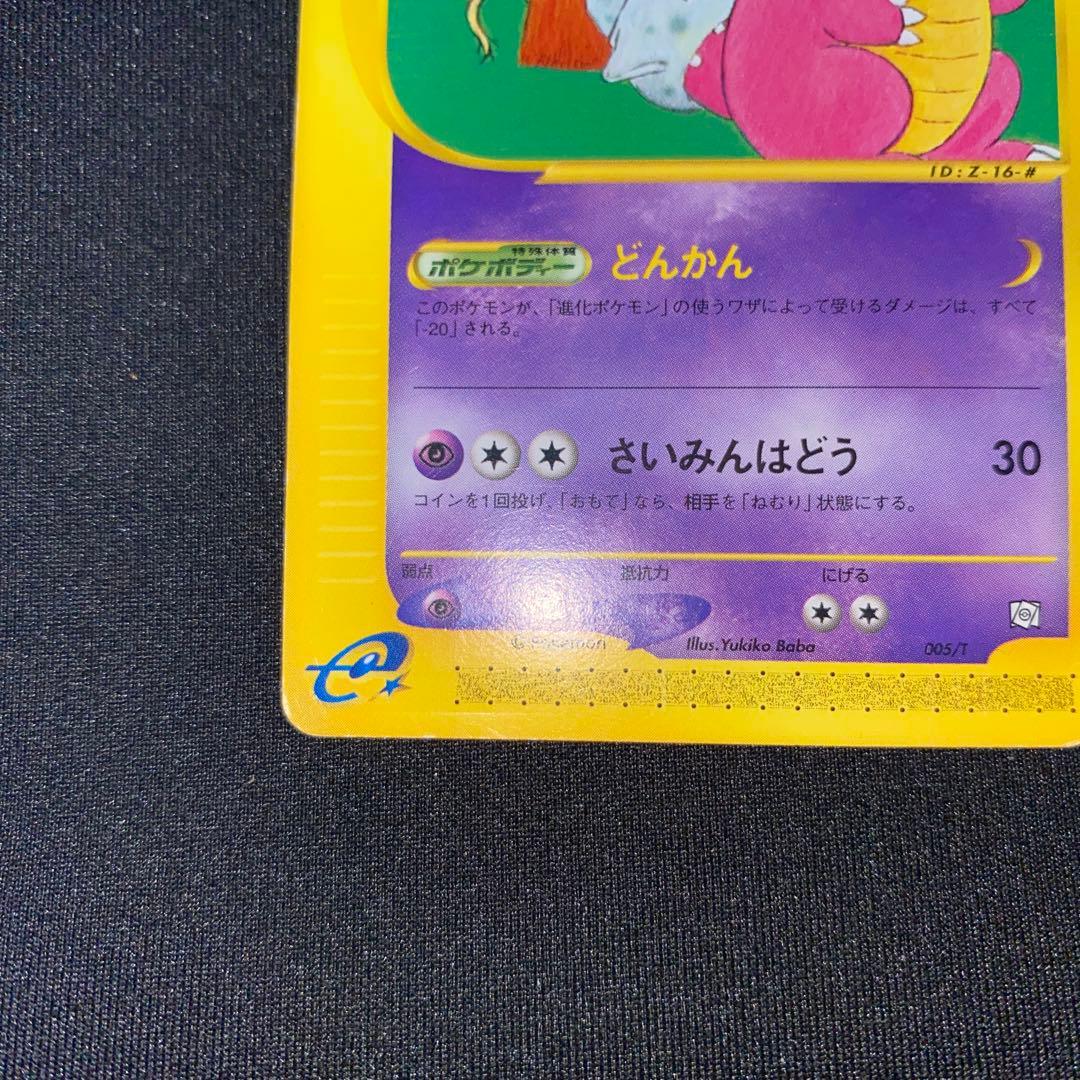 ID:Z-16-#
特殊体質
ポケボディー どんかん
このポケモンが、「進化ポケモン」の使うワザによって受けるダメージは、すべて
「-20」される。
さいみんはどう 30
コインを1回投げ、「おもて」なら、相手を「ねむり」状態にする。
弱点 抵抗力 にげる
© Pokémon Illus.Yukiko Baba 005/T